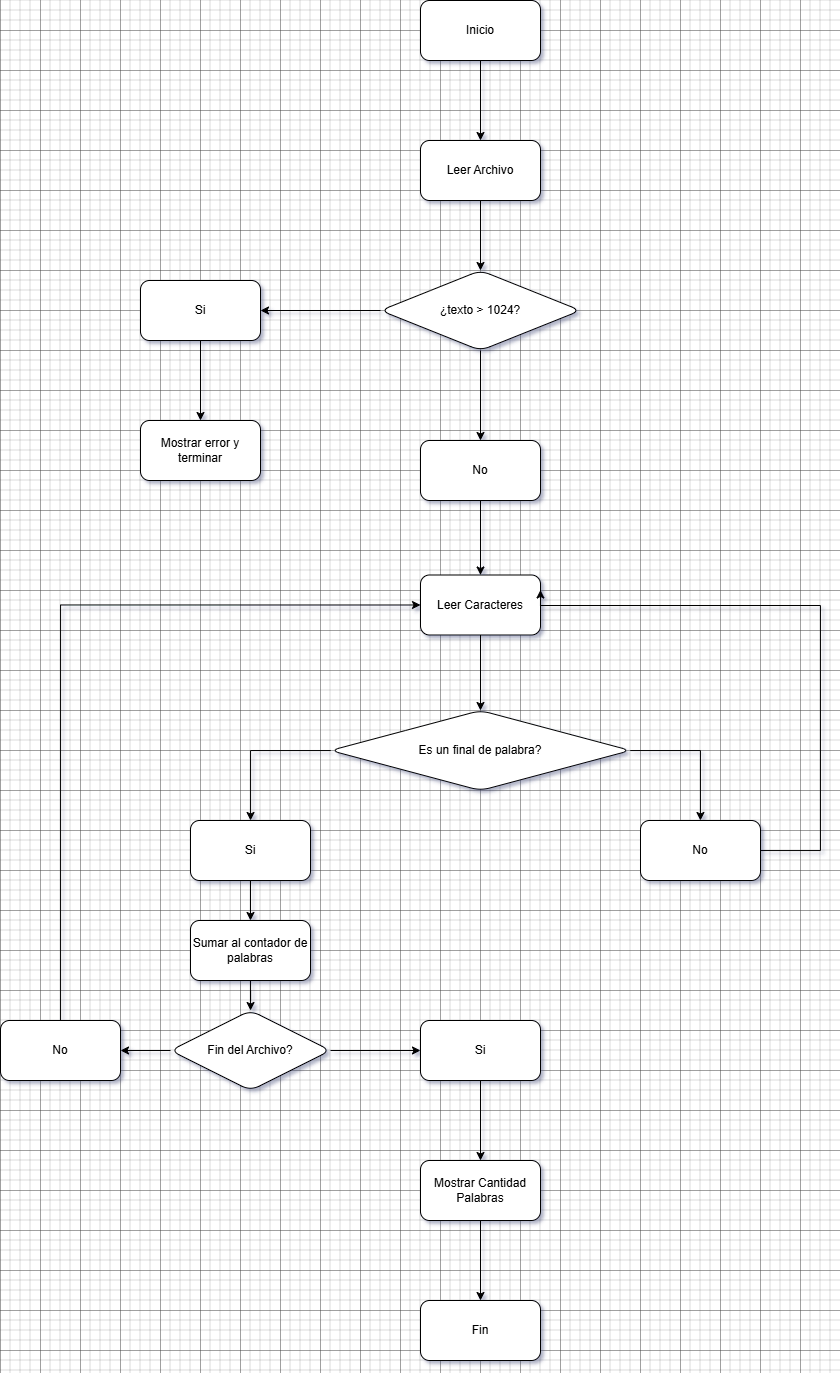 Inicio
Leer Archivo
¿texto > 1024?
Si
Mostrar error y
terminar
No
Leer Caracteres
Es un final de palabra?
Si
No
Sumar al contador de
palabras
No
Fin del Archivo?
Si
Mostrar Cantidad
Palabras
Fin